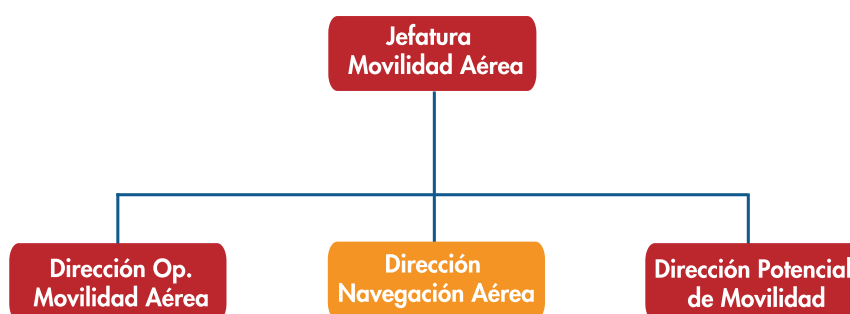 Jefatura
Movilidad Aérea
Dirección Op.
Movilidad Aérea
Dirección
Navegación Aérea
Dirección Potencial
de Movilidad